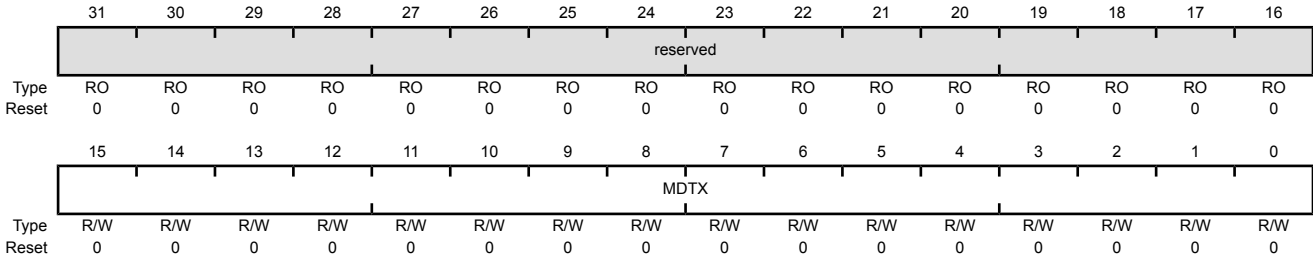 31 30 29 28 27 26 25 24 23 22 21 20 19 18 17 16
reserved
Type RO RO RO RO RO RO RO RO RO RO RO RO RO RO RO RO
Reset 0 0 0 0 0 0 0 0 0 0 0 0 0 0 0 0
15 14 13 12 11 10 9 8 7 6 5 4 3 2 1 0
MDTX
Type R/W R/W R/W R/W R/W R/W R/W R/W R/W R/W R/W R/W R/W R/W R/W R/W
Reset 0 0 0 0 0 0 0 0 0 0 0 0 0 0 0 0